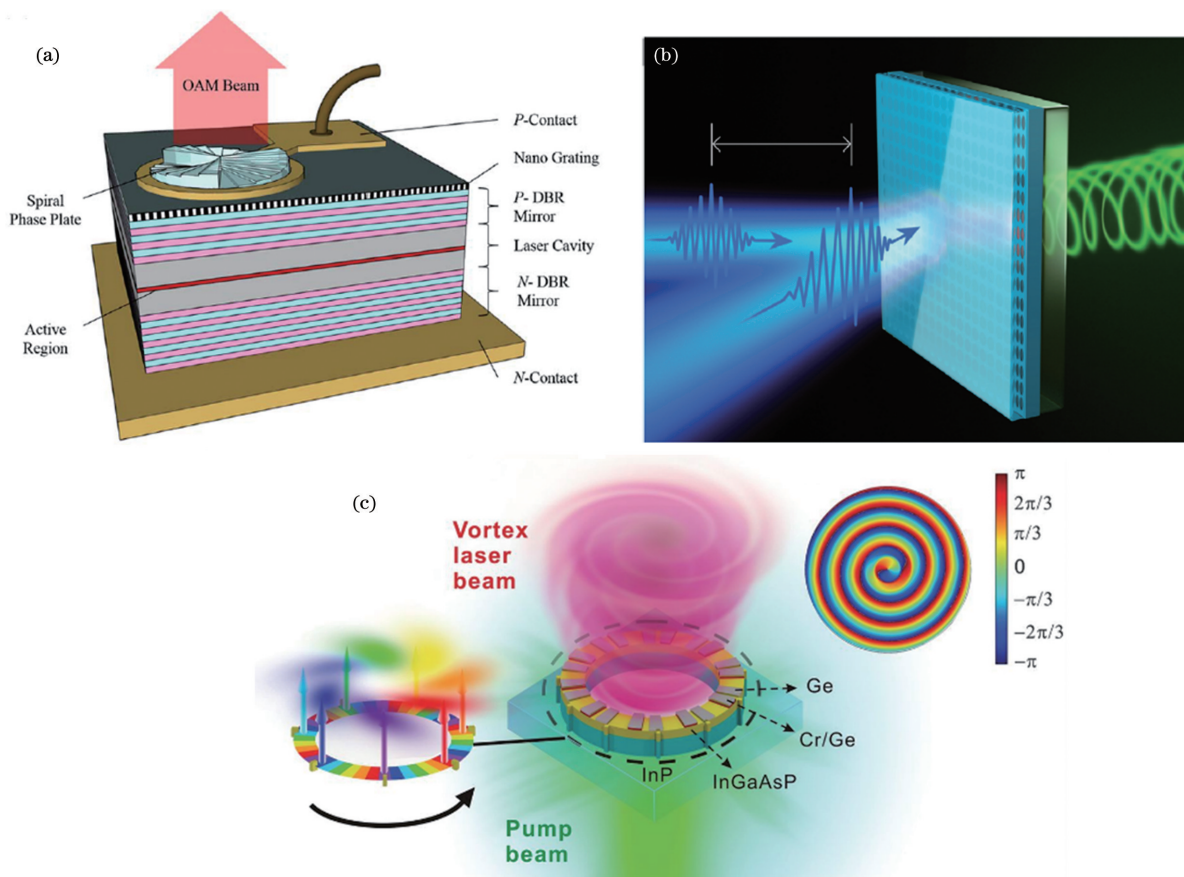 (a)
OAM Beam
P-Contact
Nano Grating
Spiral
Phase Plate
P- DBR
Mirror
Laser Cavity
N- DBR
Mirror
Active
Region
N-Contact
(b)
(c)
Vortex
laser
beam
Ge
Cr/Ge
InGaAsP
InP
Pump
beam
π
2π/3
π/3
0
−π/3
−2π/3
−π